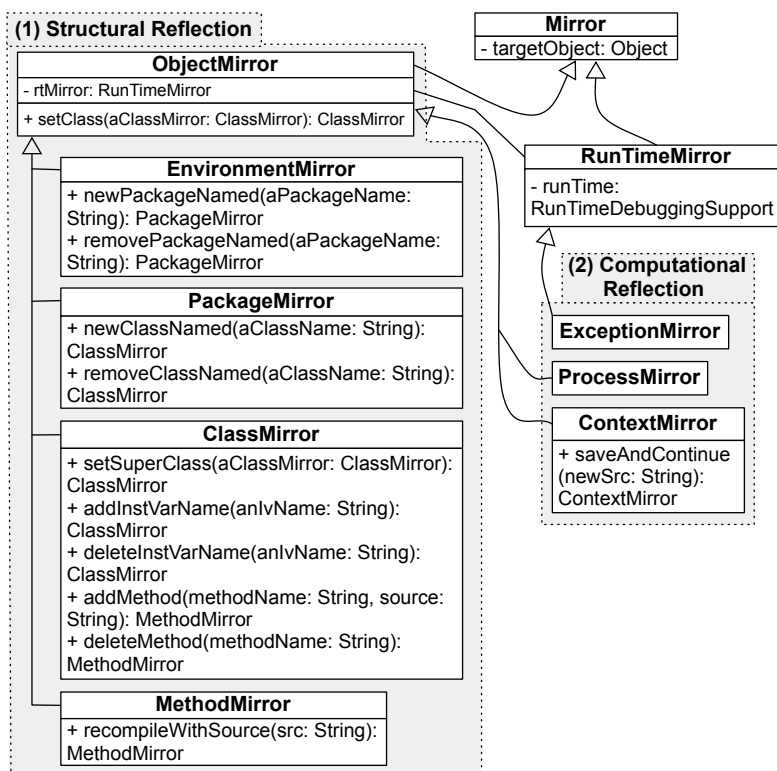 (1) Structural Reflection
ObjectMirror
- rtMirror: RunTimeMirror
+ setClass(aClassMirror: ClassMirror): ClassMirror
EnvironmentMirror
+ newPackageNamed(aPackageName:
String): PackageMirror
+ removePackageNamed(aPackageName:
String): PackageMirror
PackageMirror
+ newClassNamed(aClassName: String):
ClassMirror
+ removeClassNamed(aClassName: String):
ClassMirror
ClassMirror
+ setSuperClass(aClassMirror: ClassMirror):
ClassMirror
+ addInstVarName(anIvName: String):
ClassMirror
+ deleteInstVarName(anIvName: String):
ClassMirror
+ addMethod(methodName: String, source:
String): MethodMirror
+ deleteMethod(methodName: String):
MethodMirror
MethodMirror
+ recompileWithSource(src: String):
MethodMirror
Mirror
- targetObject: Object
RunTimeMirror
- runTime:
RunTimeDebuggingSupport
(2) Computational
Reflection
ExceptionMirror
ProcessMirror
ContextMirror
+ saveAndContinue
(newSrc: String):
ContextMirror